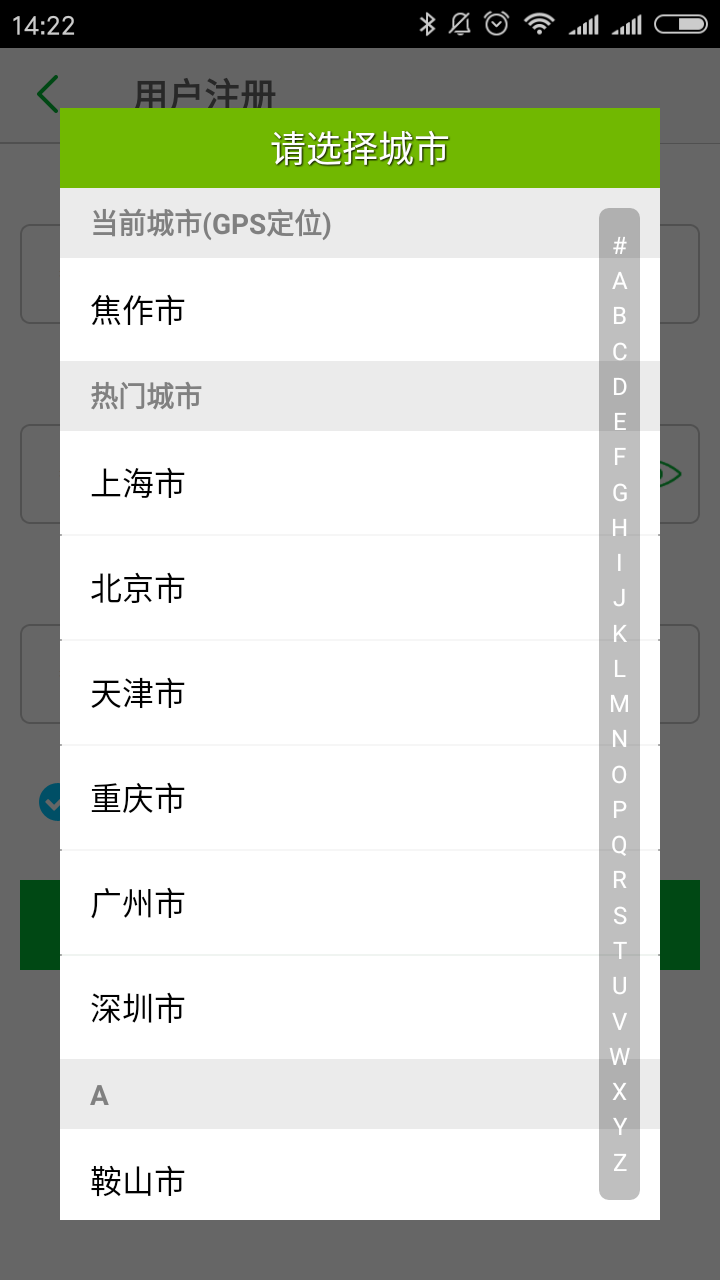 14:22
用户注册
请选择城市
当前城市(GPS定位)
焦作市
热门城市
上海市
北京市
天津市
重庆市
广州市
深圳市
A
鞍山市
#
A
B
C
D
E
F
G
H
I
J
K
L
M
N
O
P
Q
R
S
T
U
V
W
X
Y
Z